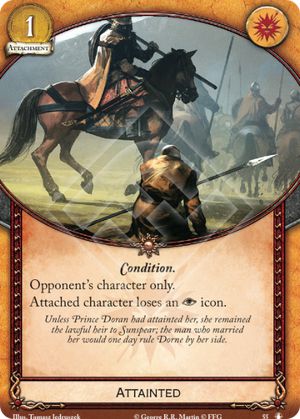 1
ATTACHMENT
Condition.
Opponent's character only.
Attached character loses an icon.
Unless Prince Doran had attainted her, she remained
the lawful heir to Sunspear; the man who married
her would one day rule Dorne by her side.
ATTAINTED
Illus. Tomasz Jedruszek © George R.R. Martin © FFG